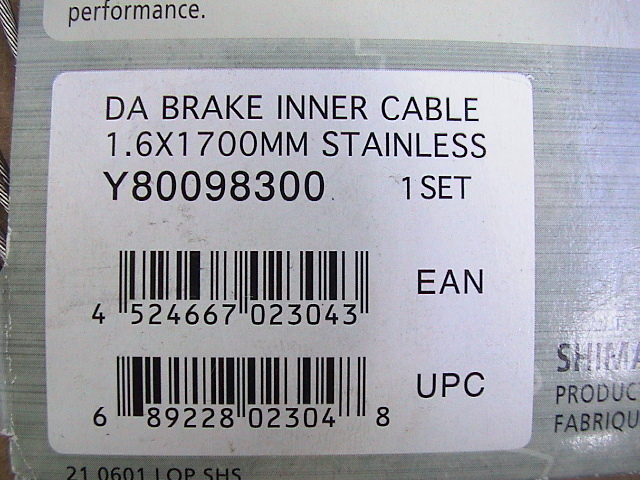 performance.
DA BRAKE INNER CABLE
1.6X1700MM STAINLESS
Y80098300 1 SET
EAN
4 524667 023043
UPC
6 89228 02304 8
SHIMA
PRODUC
FABRIQU
21 0601 LOP SHS